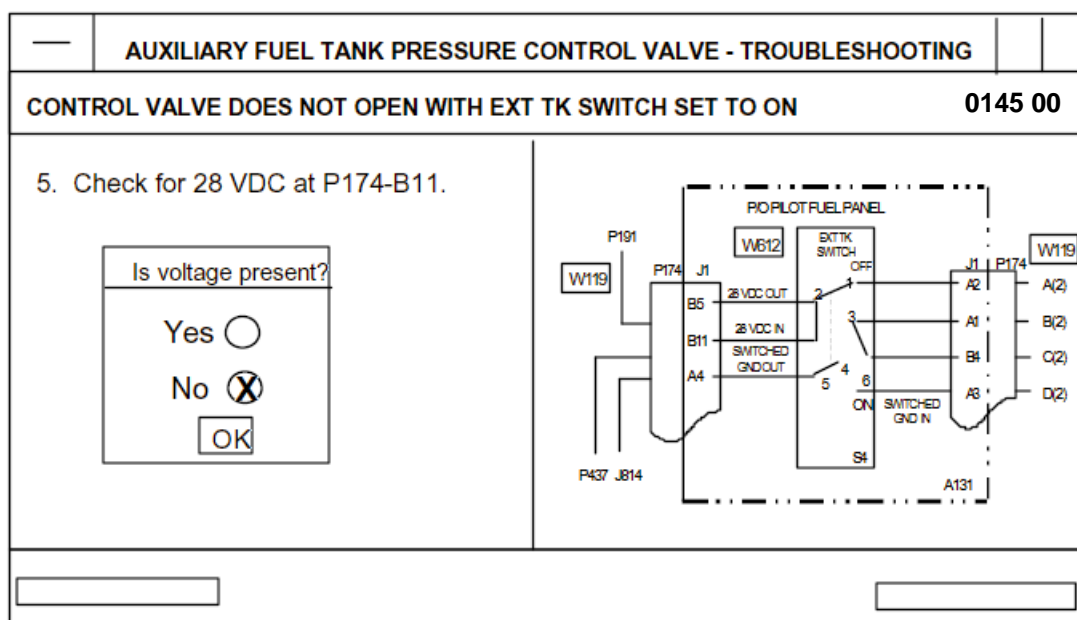 AUXILIARY FUEL TANK PRESSURE CONTROL VALVE - TROUBLESHOOTING
CONTROL VALVE DOES NOT OPEN WITH EXT TK SWITCH SET TO ON 0145 00
5. Check for 28 VDC at P174-B11.
Is voltage present?
Yes
No X
OK
P/O PILOT FUEL PANEL
P191
W612
EXT TK
SWITCH
OFF
W119
W119
P174 J1
J1 P174
B5 28 VDC OUT 2 1 A2 A(2)
B11 28 VDC IN 3 A1 B(2)
SWITCHED
GND OUT
A4 4 B4 C(2)
5 6 A3 D(2)
ON SWITCHED
GND IN
S4
P437 J814
A131